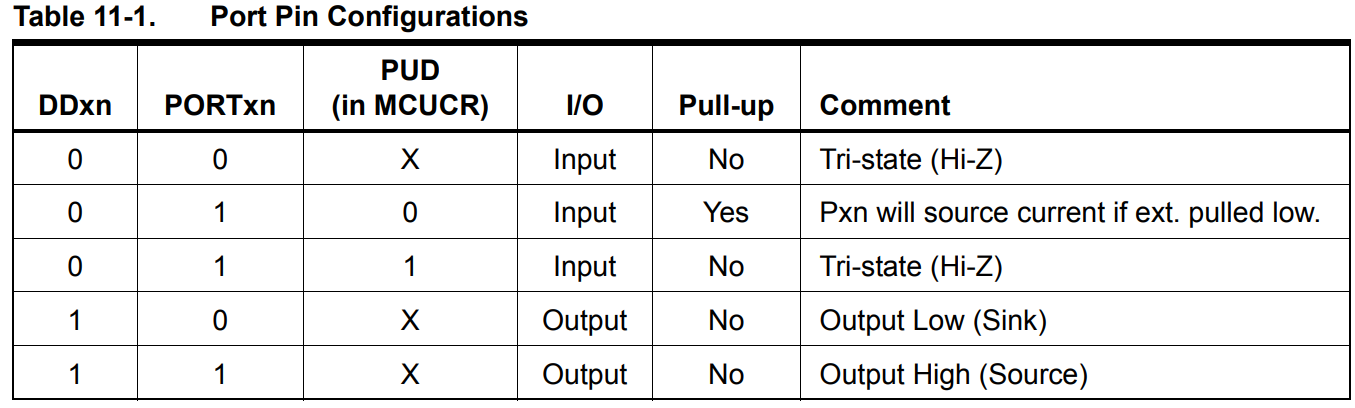 Table 11-1. Port Pin Configurations
DDxn PORTxn PUD (in MCUCR) I/O Pull-up Comment
0 0 X Input No Tri-state (Hi-Z)
0 1 0 Input Yes Pxn will source current if ext. pulled low.
0 1 1 Input No Tri-state (Hi-Z)
1 0 X Output No Output Low (Sink)
1 1 X Output No Output High (Source)